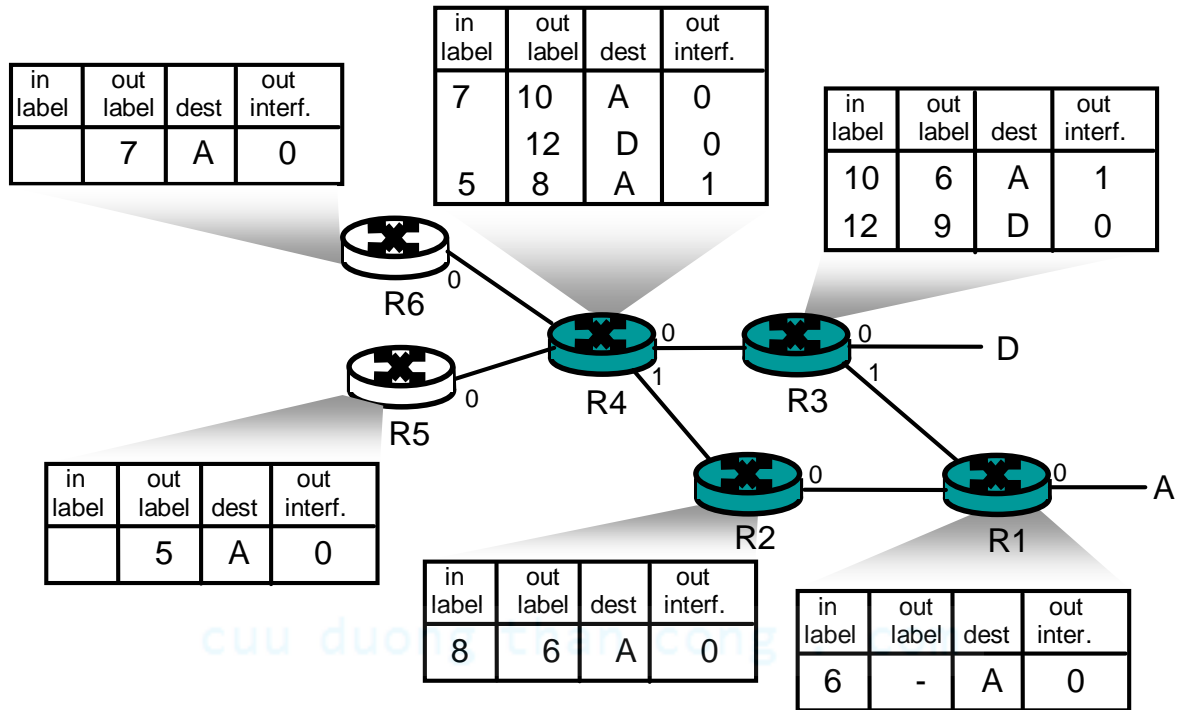 in label out label dest out interf.
7 A 0
in label out label dest out interf.
7 10 A 0
12 D 0
5 8 A 1
in label out label dest out interf.
10 6 A 1
12 9 D 0
R6 0
R5 0
R4 0 1
R3 0 1
D
R2 0
R1 0
A
in label out label dest out interf.
5 A 0
in label out label dest out interf.
8 6 A 0
in label out label dest out inter.
6 - A 0
cuu duong than cong . com